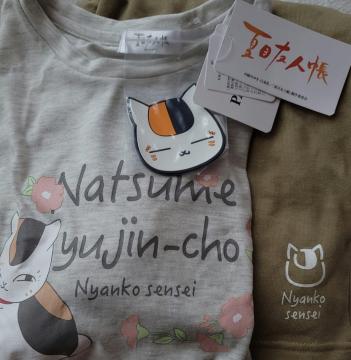 夏目友人帳
Natsume
yujin-cho
Nyanko sensei
Nyanko
sensei